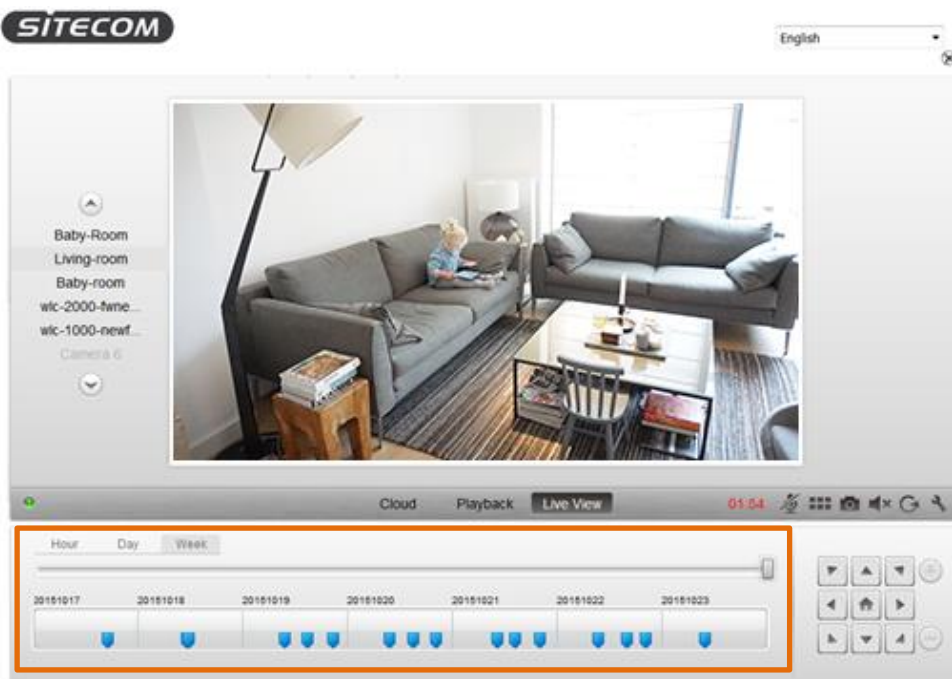 SITECOM
English
Baby-Room
Living-room
Baby-room
wlc-2000-fwne...
wlc-1000-newf...
Camera 6
Cloud Playback Live View 01:54
Hour Day Week
20151017 20151018 20151019 20151020 20151021 20151022 20151023